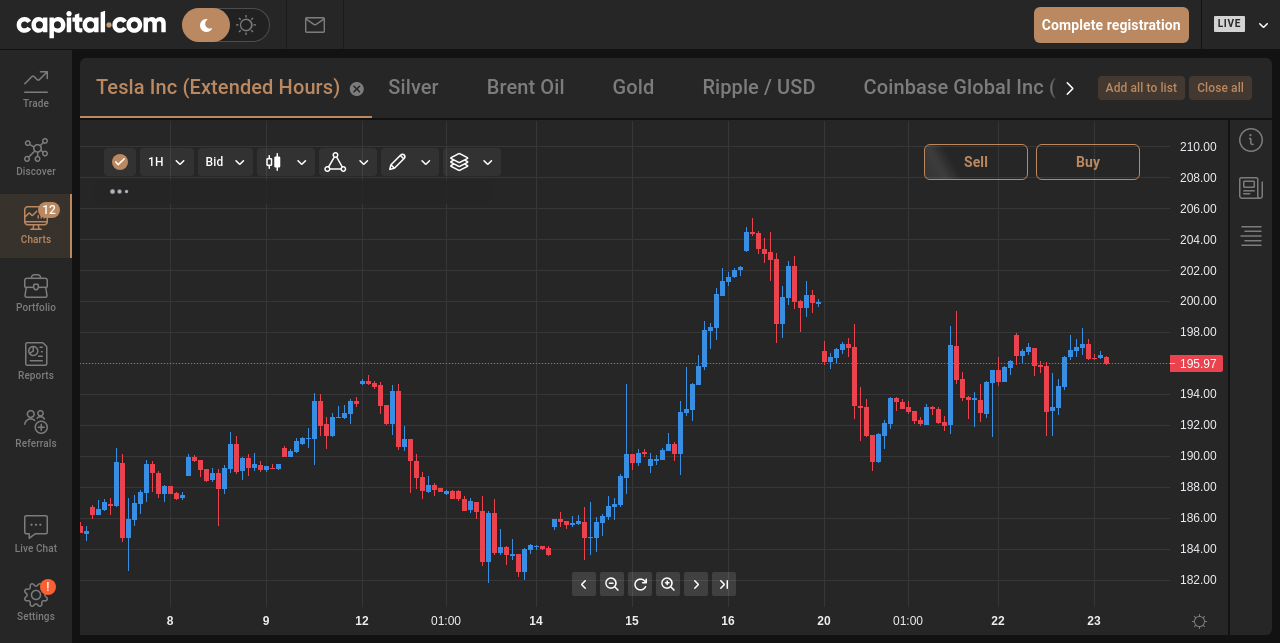 capital.com
Complete registration
LIVE
Trade
Discover
12
Charts
Portfolio
Reports
Referrals
Live Chat
!
Settings
Tesla Inc (Extended Hours)
Silver
Brent Oil
Gold
Ripple / USD
Coinbase Global Inc (
Add all to list
Close all
1H
Bid
Sell
Buy
210.00
208.00
206.00
204.00
202.00
200.00
198.00
195.97
194.00
192.00
190.00
188.00
186.00
184.00
182.00
8 9 12 01:00 14 15 16 20 01:00 22 23